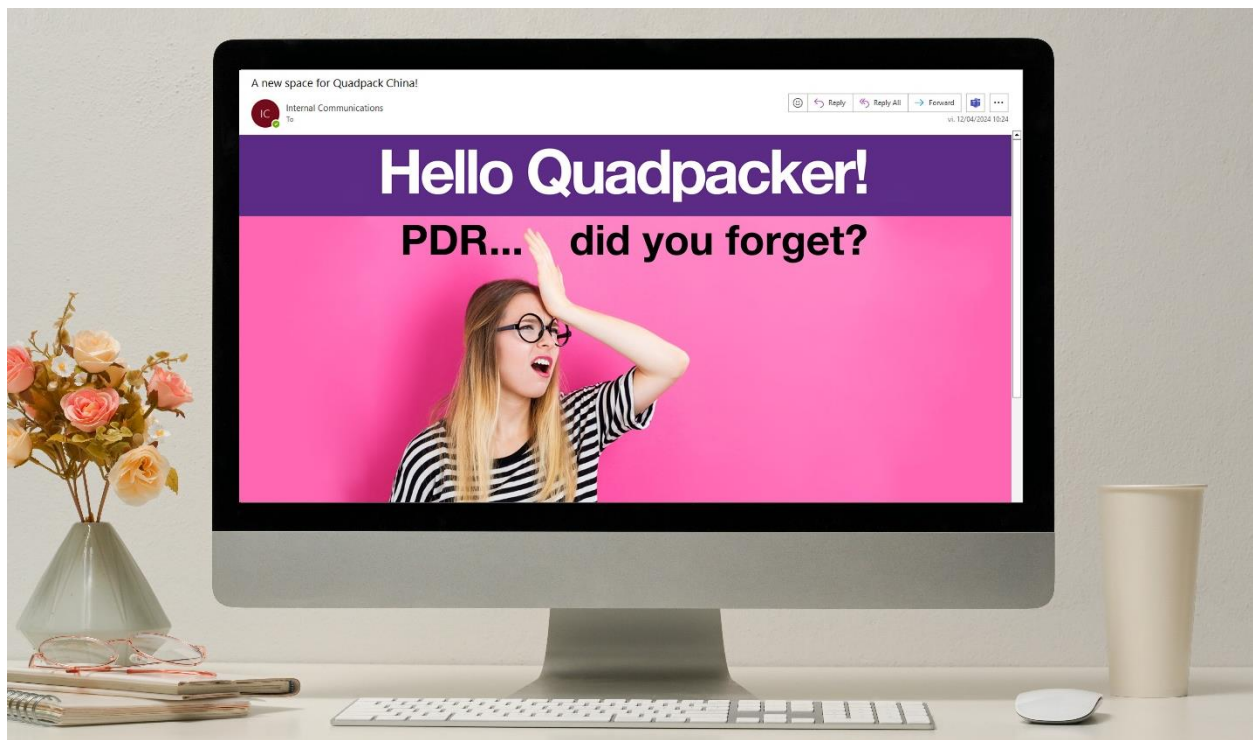 A new space for Quadpack China!
IC
Internal Communications
To
Reply
Reply All
Forward
vi. 12/04/2024 10:24
Hello Quadpacker!
PDR... did you forget?